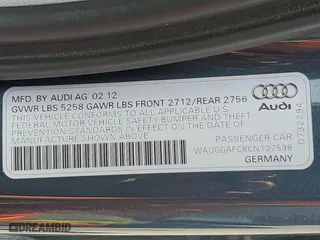 MFD BY AUDI AG 02 12
GVWR LBS 5258 GAWR LBS FRONT 2712/REAR 2756
THIS VEHICLE CONFORMS TO ALL APPLICABLE U.S.
FEDERAL MOTOR VEHICLE SAFETY, BUMPER, AND THEFT
PREVENTION STANDARDS IN EFFECT ON THE DATE OF
MANUFACTURE SHOWN ABOVE.
Audi
0732294
PASSENGER CAR
WAUGGAFC8CN127598
GERMANY
DREAMBID